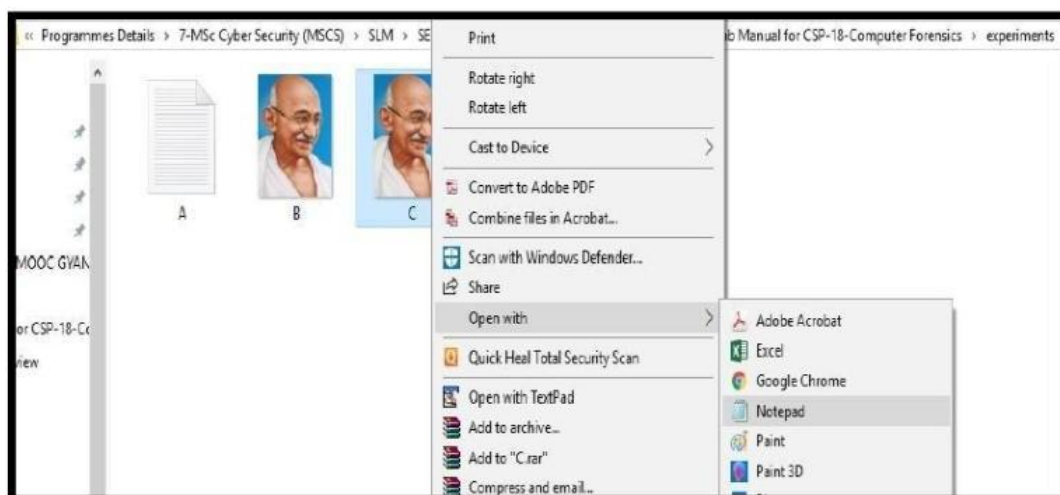 « Programmes Details › 7-MSc Cyber Security (MSCS) › SLM › SE
b Manual for CSP-18-Computer Forensics › experiments
A
B
C
MOOC GYAN
or CSP-18-Co
view
Print
Rotate right
Rotate left
Cast to Device
Convert to Adobe PDF
Combine files in Acrobat...
Scan with Windows Defender...
Share
Open with
Quick Heal Total Security Scan
Open with TextPad
Add to archive...
Add to "C.rar"
Compress and email...
Adobe Acrobat
Excel
Google Chrome
Notepad
Paint
Paint 3D